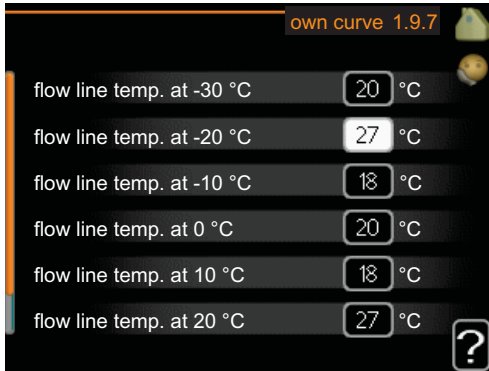 own curve 1.9.7
flow line temp. at -30 °C 20 °C
flow line temp. at -20 °C 27 °C
flow line temp. at -10 °C 18 °C
flow line temp. at 0 °C 20 °C
flow line temp. at 10 °C 18 °C
flow line temp. at 20 °C 27 °C
?